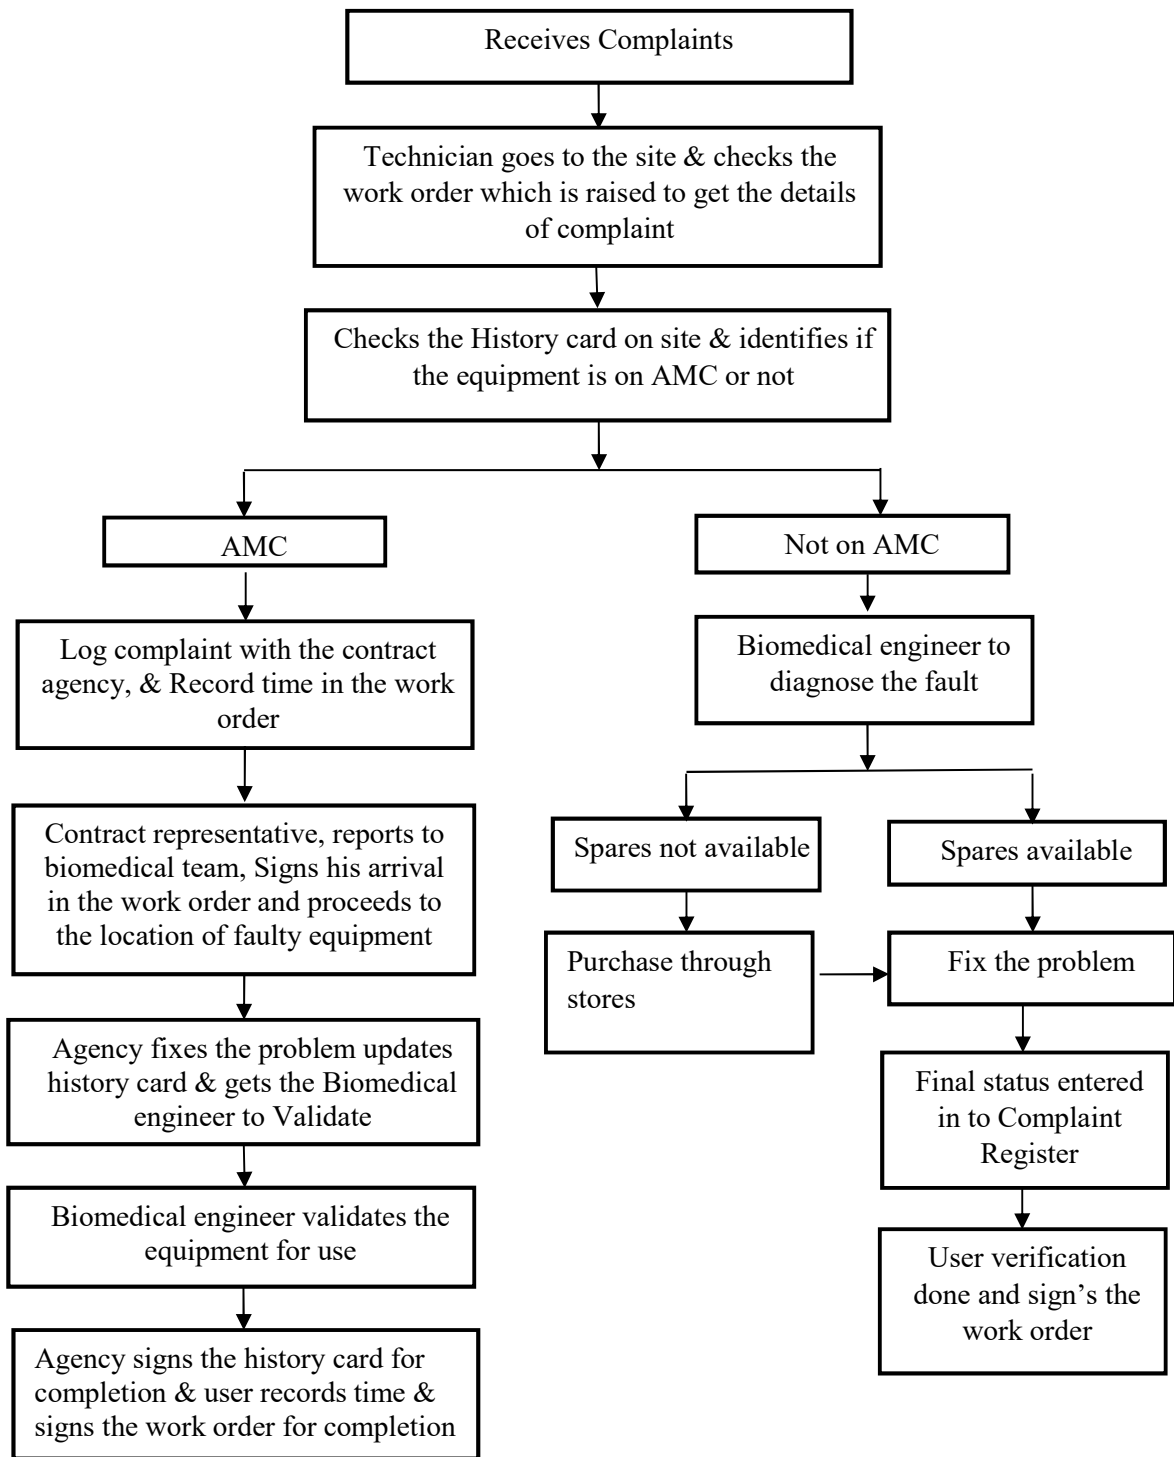 Receives Complaints
Technician goes to the site & checks the
work order which is raised to get the details
of complaint
Checks the History card on site & identifies if
the equipment is on AMC or not
AMC
Log complaint with the contract
agency, & Record time in the work
order
Contract representative, reports to
biomedical team, Signs his arrival
in the work order and proceeds to
the location of faulty equipment
Agency fixes the problem updates
history card & gets the Biomedical
engineer to Validate
Biomedical engineer validates the
equipment for use
Agency signs the history card for
completion & user records time &
signs the work order for completion
Not on AMC
Biomedical engineer to
diagnose the fault
Spares not available
Purchase through
stores
Spares available
Fix the problem
Final status entered
in to Complaint
Register
User verification
done and sign’s the
work order